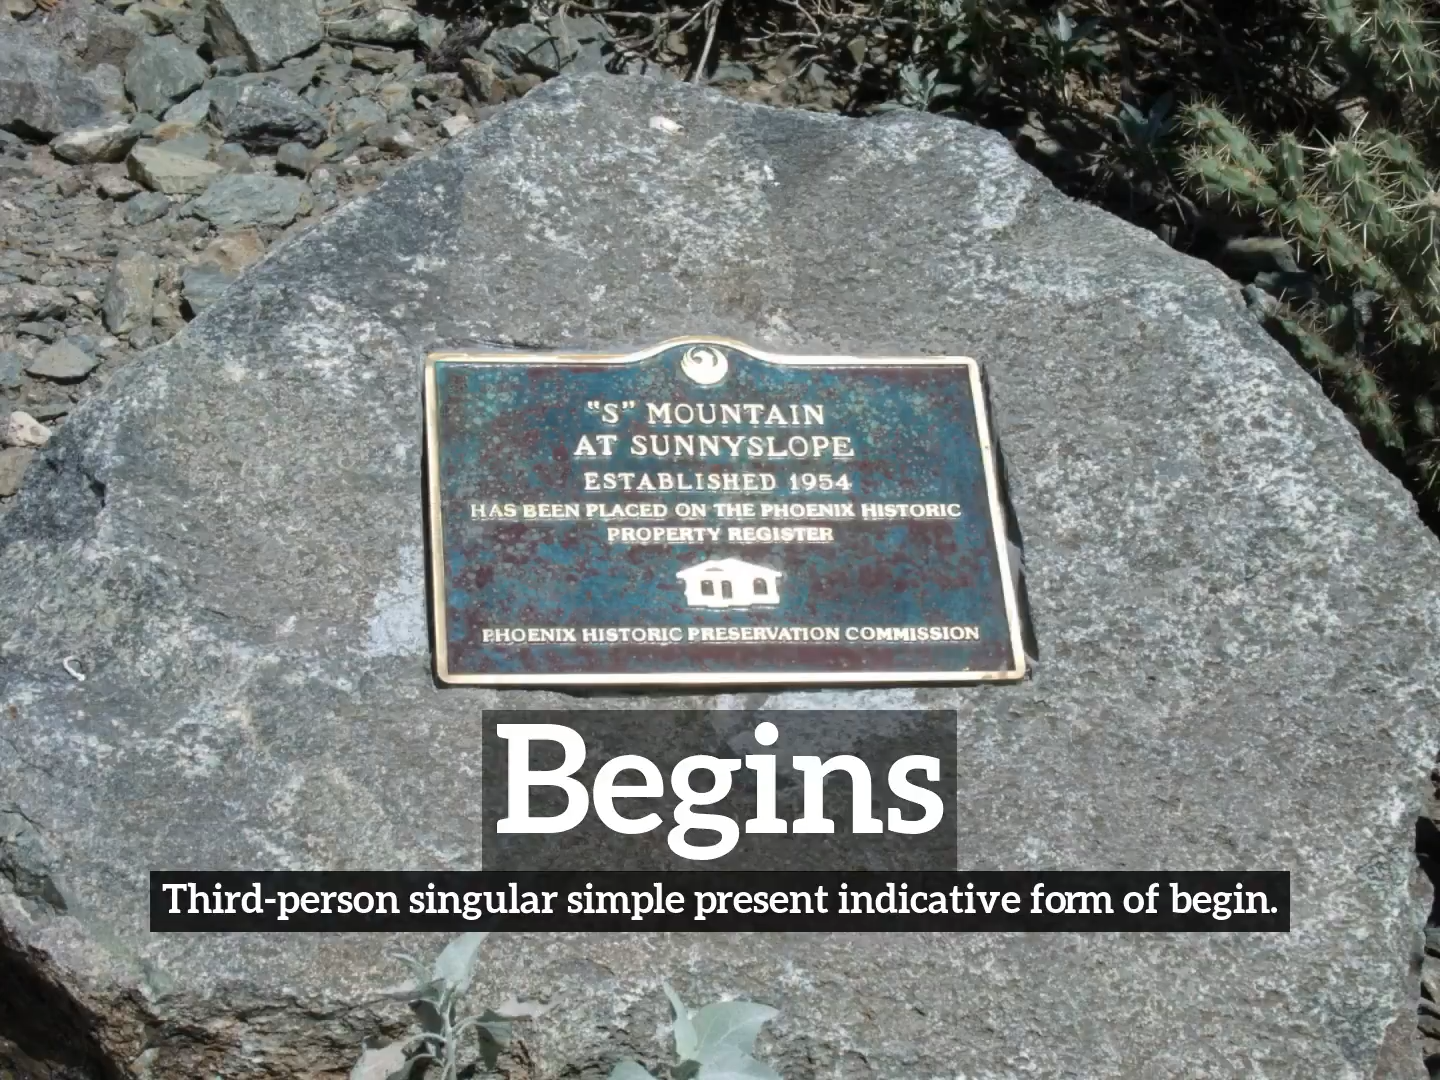 "S" MOUNTAIN
AT SUNNYSLOPE
ESTABLISHED 1954
HAS BEEN PLACED ON THE PHOENIX HISTORIC
PROPERTY REGISTER
PHOENIX HISTORIC PRESERVATION COMMISSION
Begins
Third-person singular simple present indicative form of begin.